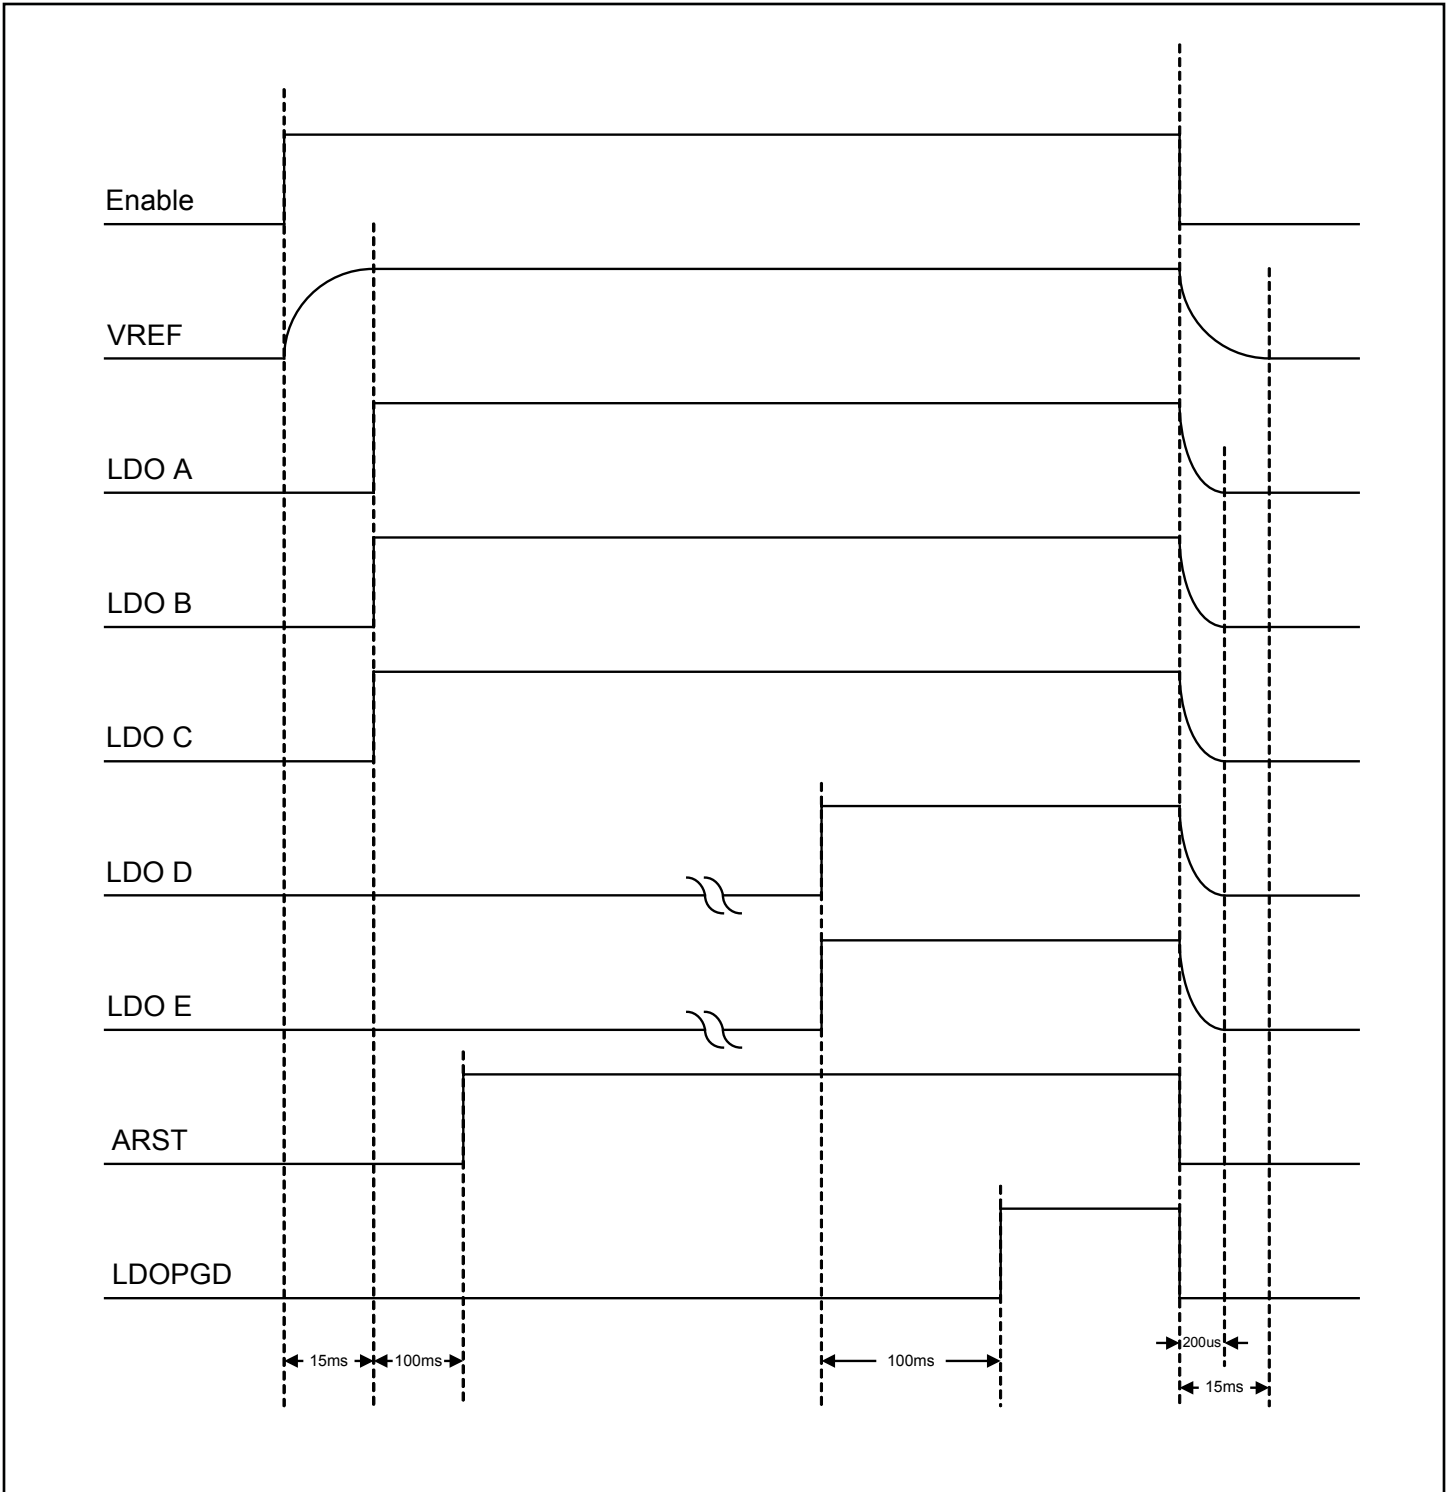 Enable
VREF
LDO A
LDO B
LDO C
LDO D
LDO E
ARST
LDOPGD
200us
15ms
100ms
100ms
15ms